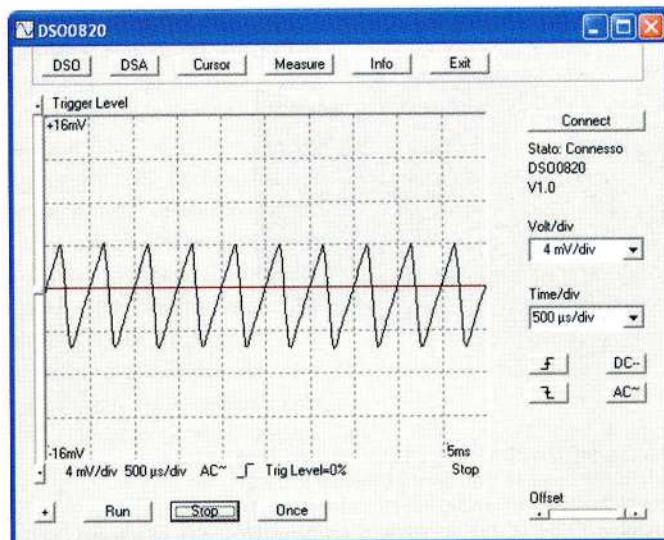 DSO0820
DSO DSA Cursor Measure Info Exit
- Trigger Level
+16mV
Connect
Stato: Connesso
DSO0820
V1.0
Volt/div
4 mV/div
Time/div
500 µs/div
DC--
AC~
-16mV 5ms
- 4 mV/div 500 µs/div AC~ Trig Level=0% Stop
+ Run Stop Once
Offset